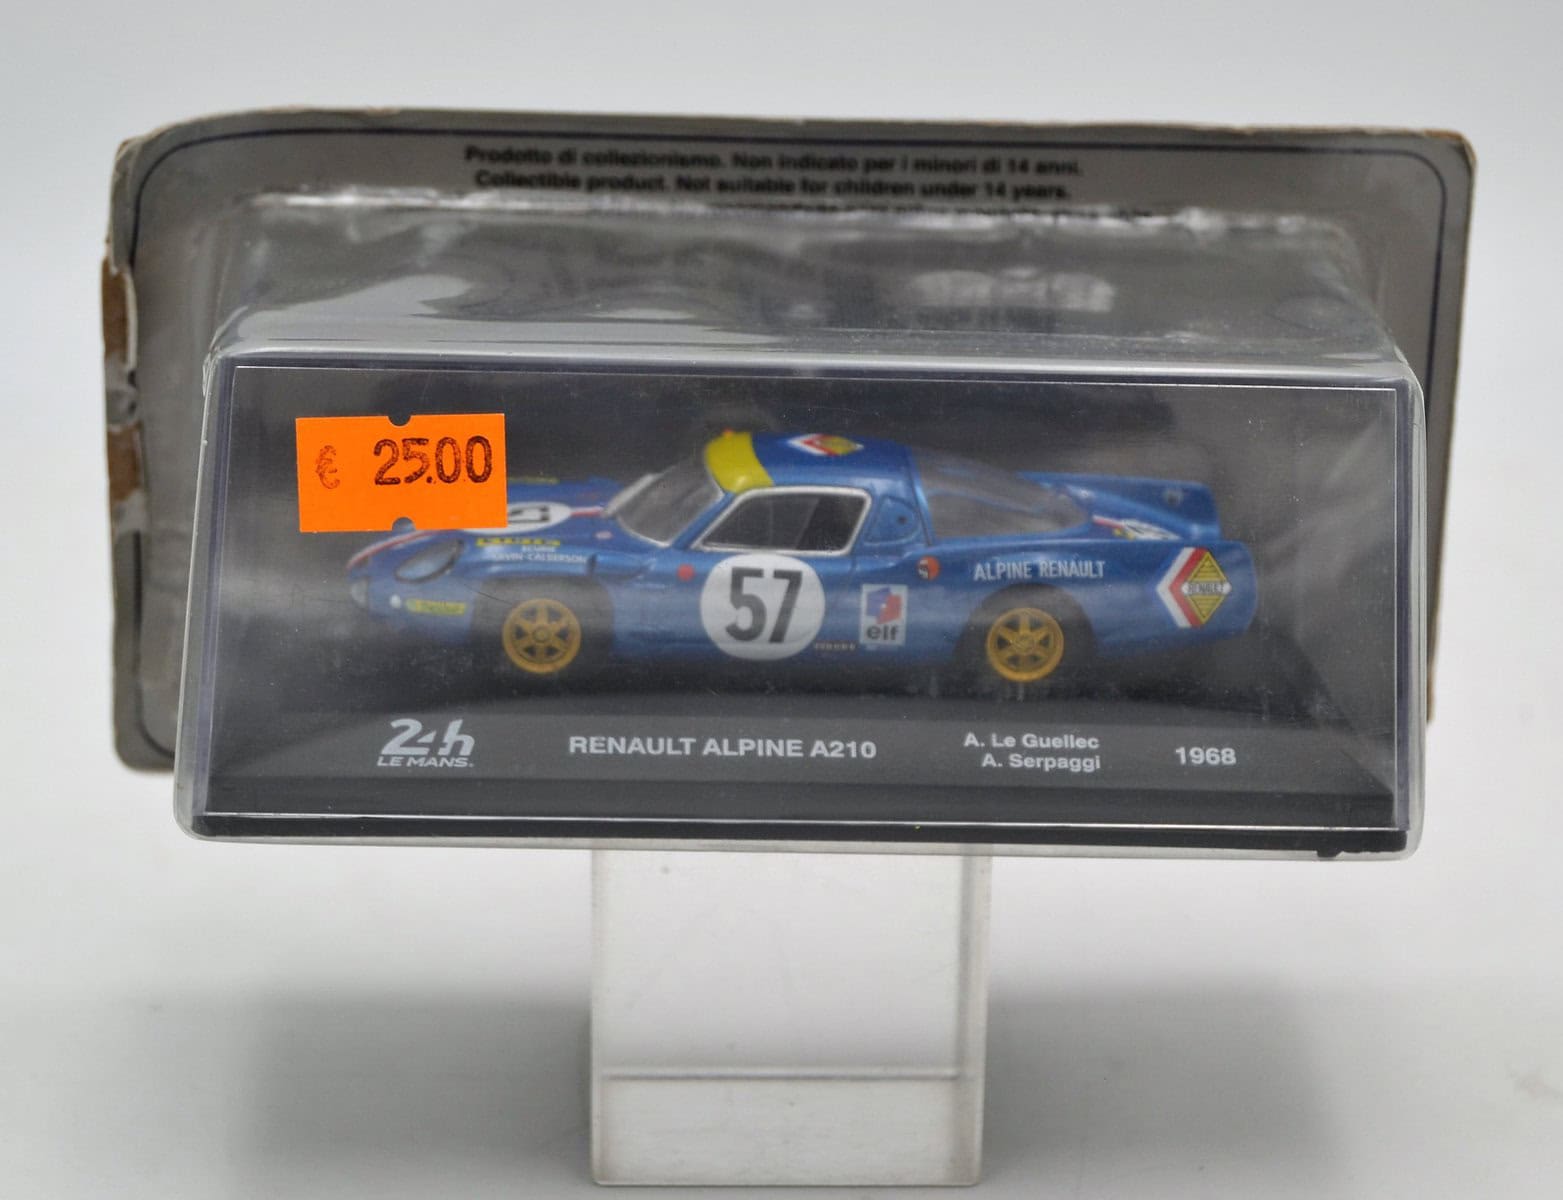 Prodotto di collezionismo. Non indicato per i minori di 14 anni.
Collectible product. Not suitable for children under 14 years.
€ 25.00
57
elf
ALPINE RENAULT
RENAULT
24h
LE MANS.
RENAULT ALPINE A210
A. Le Guellec
A. Serpaggi
1968